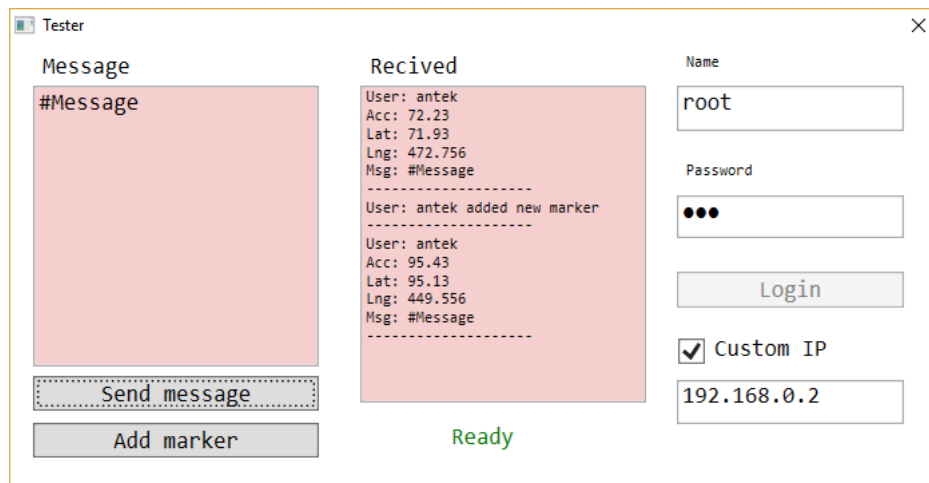 Tester
Message
#Message
Send message
Add marker
Recived
User: antek
Acc: 72.23
Lat: 71.93
Lng: 472.756
Msg: #Message
--------------------
User: antek added new marker
--------------------
User: antek
Acc: 95.43
Lat: 95.13
Lng: 449.556
Msg: #Message
--------------------
Ready
Name
root
Password
●●●
Login
Custom IP
192.168.0.2